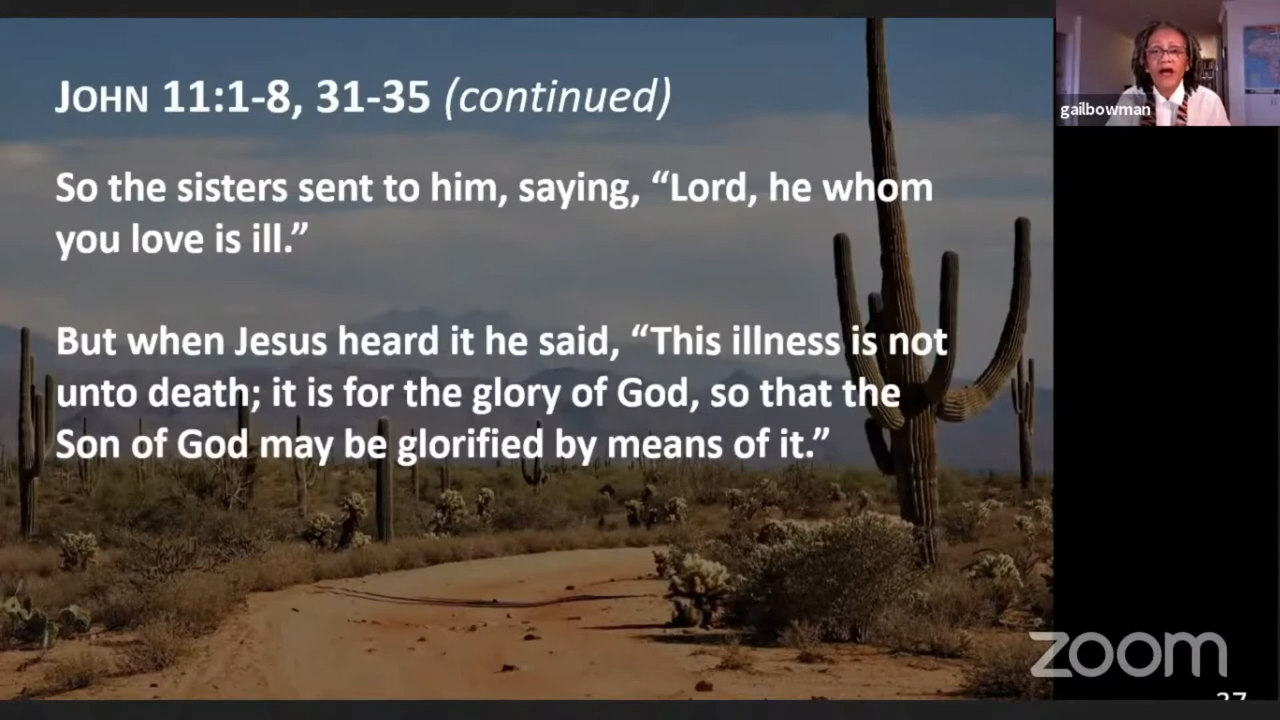 JOHN 11:1-8, 31-35 (continued)
So the sisters sent to him, saying, “Lord, he whom
you love is ill.”
But when Jesus heard it he said, “This illness is not
unto death; it is for the glory of God, so that the
Son of God may be glorified by means of it.”
gailbowman
zoom